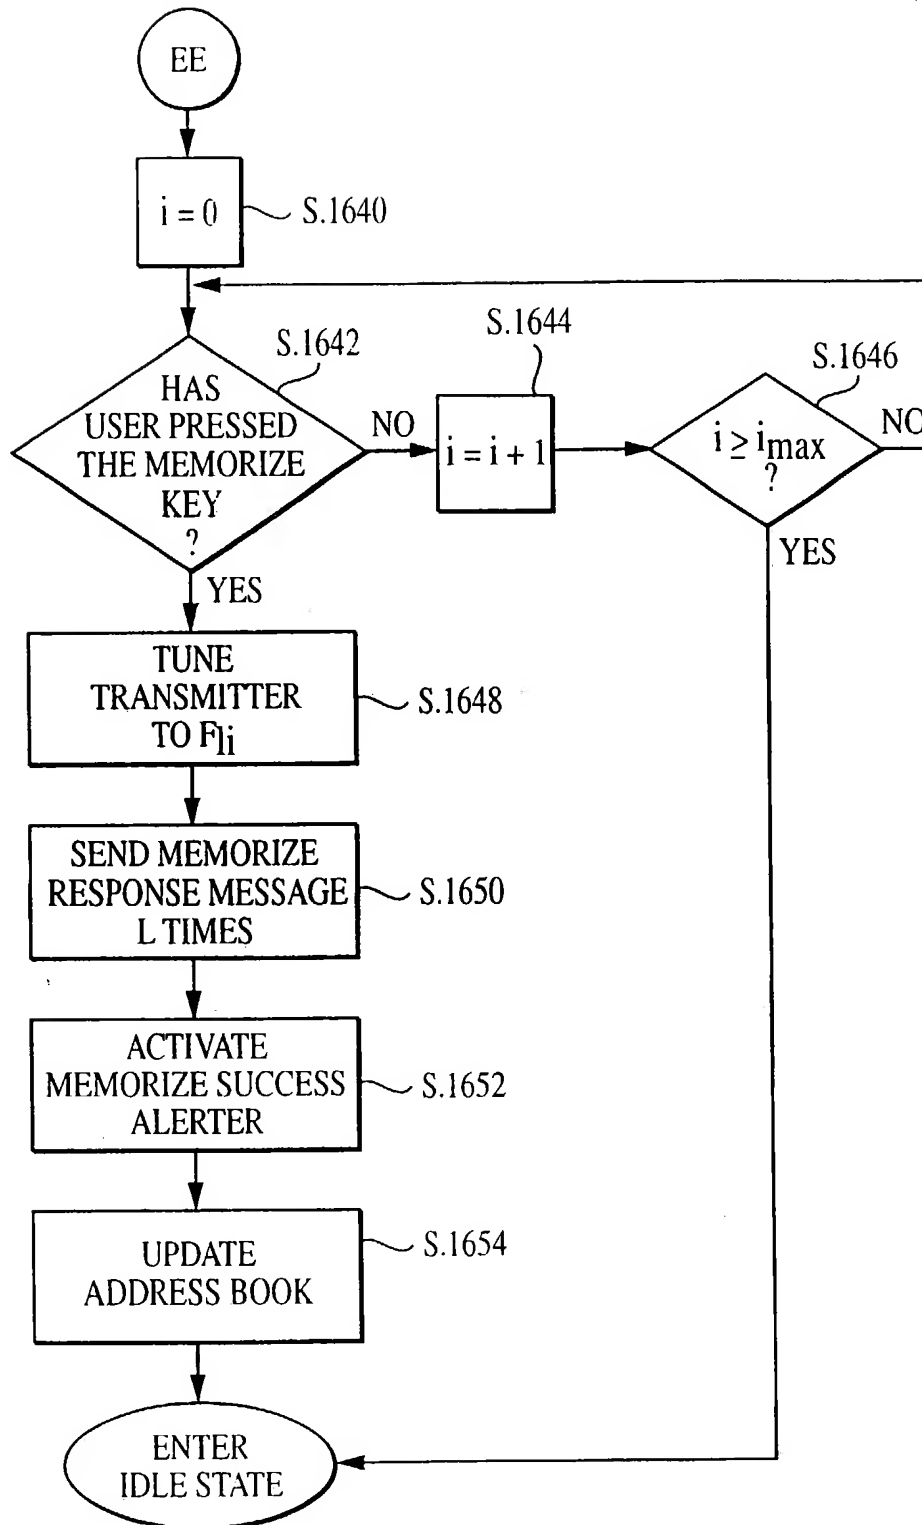 EE
i = 0
S.1640
S.1642
HAS
USER PRESSED
THE MEMORIZE
KEY
?
NO
S.1644
i = i + 1
S.1646
i ≥ imax
?
NO
YES
YES
TUNE
TRANSMITTER
TO Fli
S.1648
SEND MEMORIZE
RESPONSE MESSAGE
L TIMES
S.1650
ACTIVATE
MEMORIZE SUCCESS
ALERTER
S.1652
UPDATE
ADDRESS BOOK
S.1654
ENTER
IDLE STATE